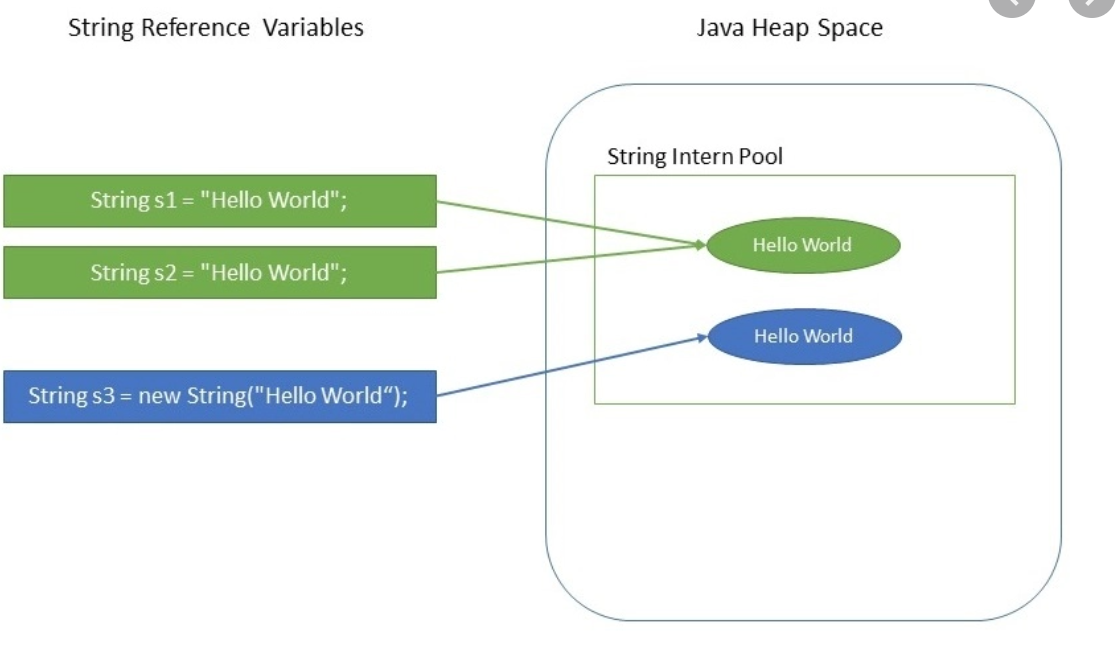 String Reference Variables
Java Heap Space
String Intern Pool
String s1 = "Hello World";
String s2 = "Hello World";
String s3 = new String("Hello World“);
Hello World
Hello World